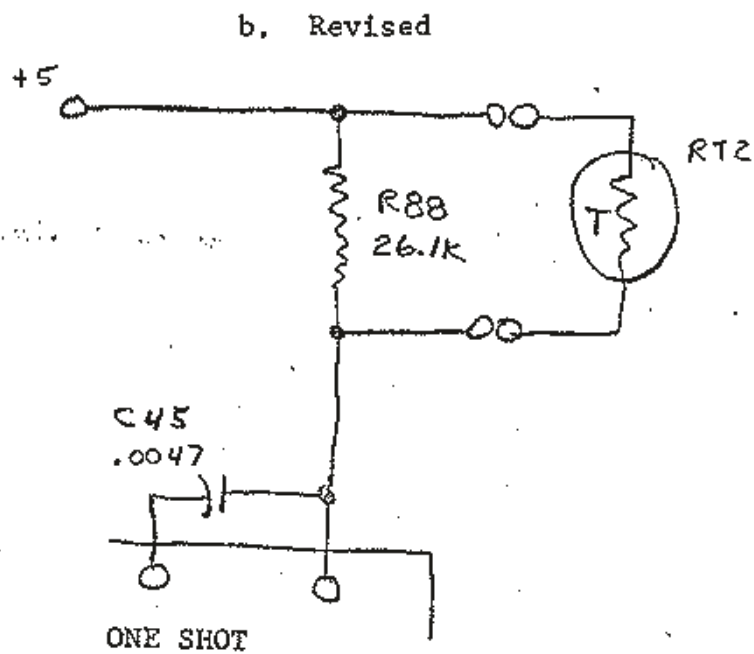 b. Revised
+5
RT2
R88
26.1K
T
C45
.0047
ONE SHOT